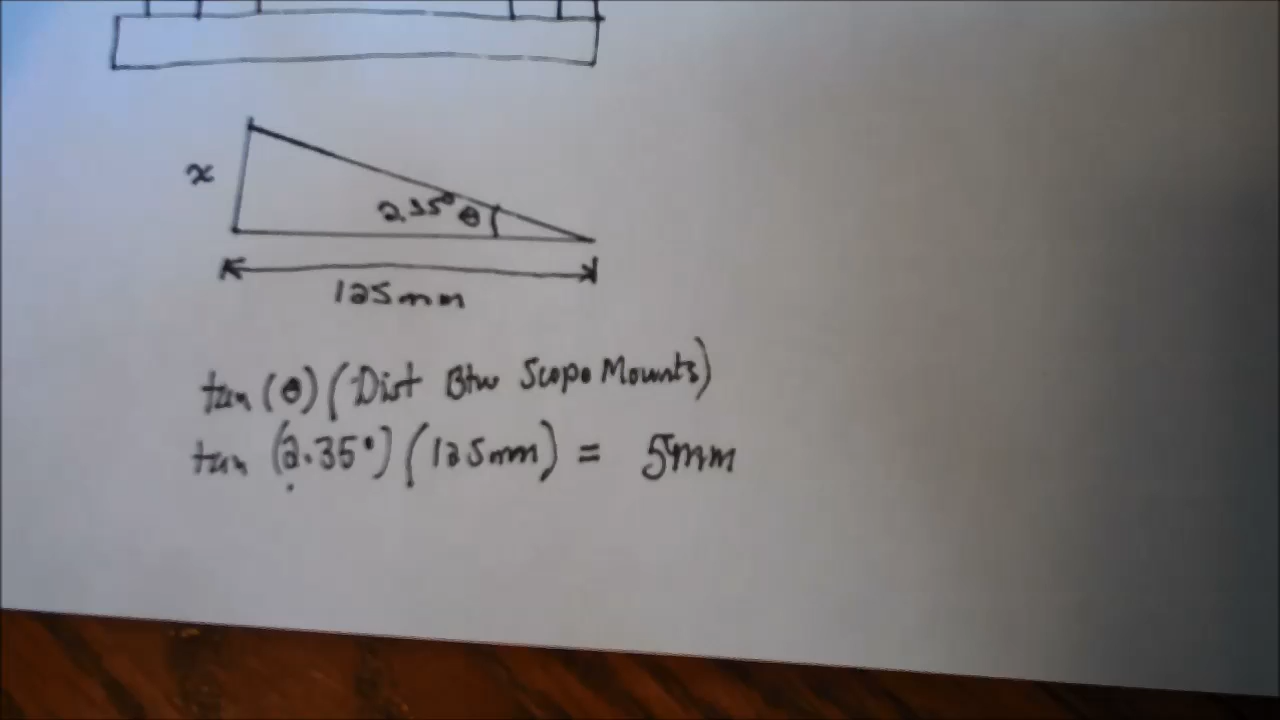 x
2.35° θ
125mm
tan (θ) (Dist Btw Scope Mounts)
tan (2.35°) (125mm) = 5mm